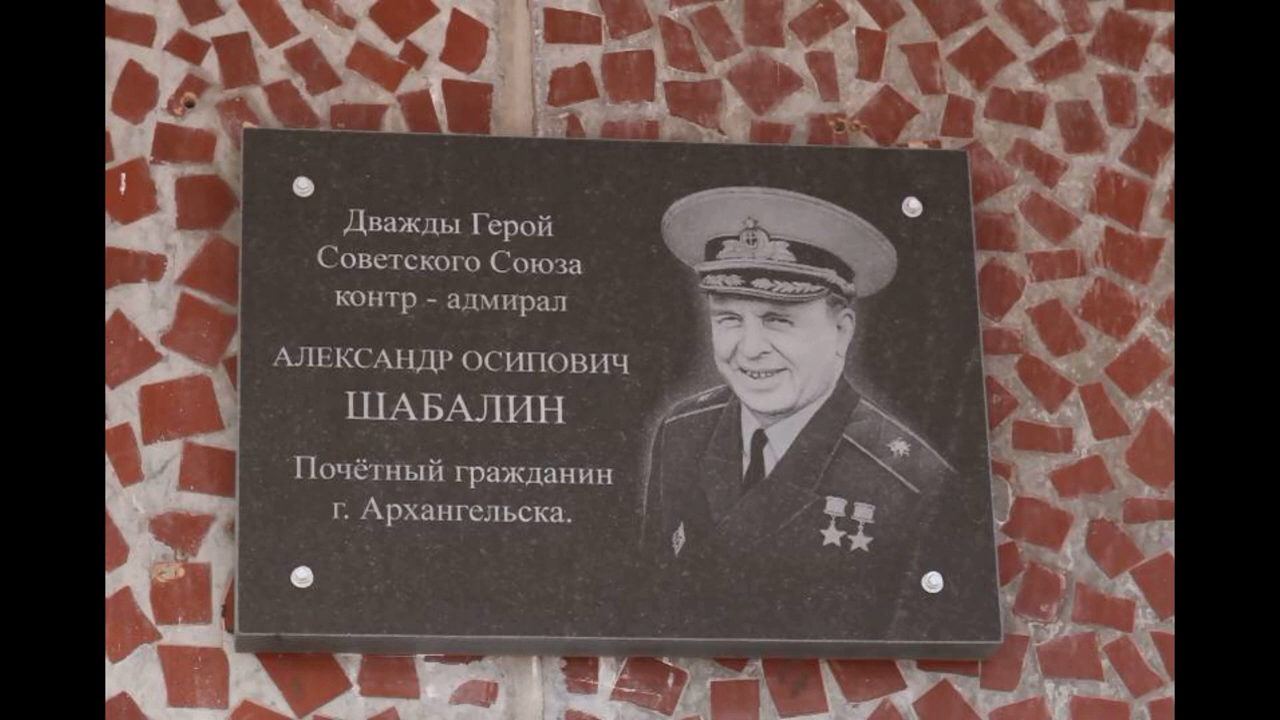 Дважды Герой
Советского Союза
контр - адмирал
АЛЕКСАНДР ОСИПОВИЧ
ШАБАЛИН
Почётный гражданин
г. Архангельска.